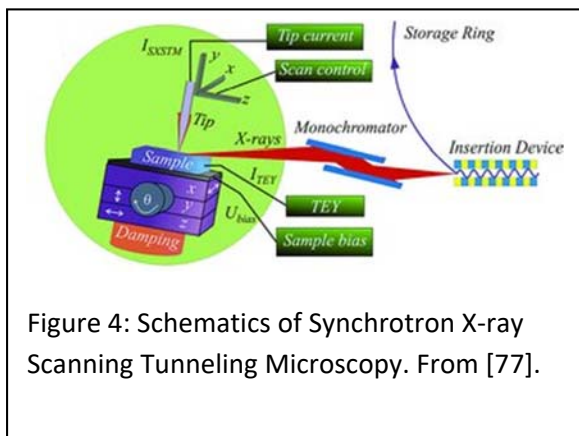 I_SXSTM
Tip current
Storage Ring
y
x
z
Scan control
Tip
Monochromator
X-rays
Insertion Device
Sample
I_TEY
x
y
z
θ
TEY
U_bias
Sample bias
Damping
Figure 4: Schematics of Synchrotron X-ray
Scanning Tunneling Microscopy. From [77].